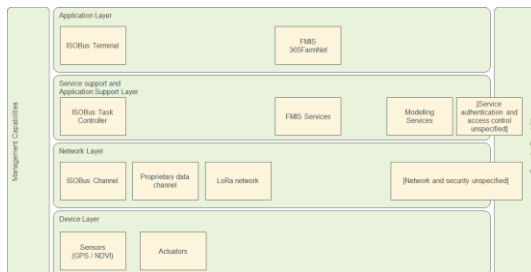 Application Layer
ISOBus Terminal
FMIS
365FarmNet
Management Capabilities
Service support and
Application Support Layer
ISOBus Task
Controller
FMIS Services
Modelling
Services
[Service
authentication and
access control
unspecified]
Network Layer
ISOBus Channel
Proprietary data
channel
LoRa network
[Network and security unspecified]
Device Layer
Sensors
(GPS / NDVI)
Actuators